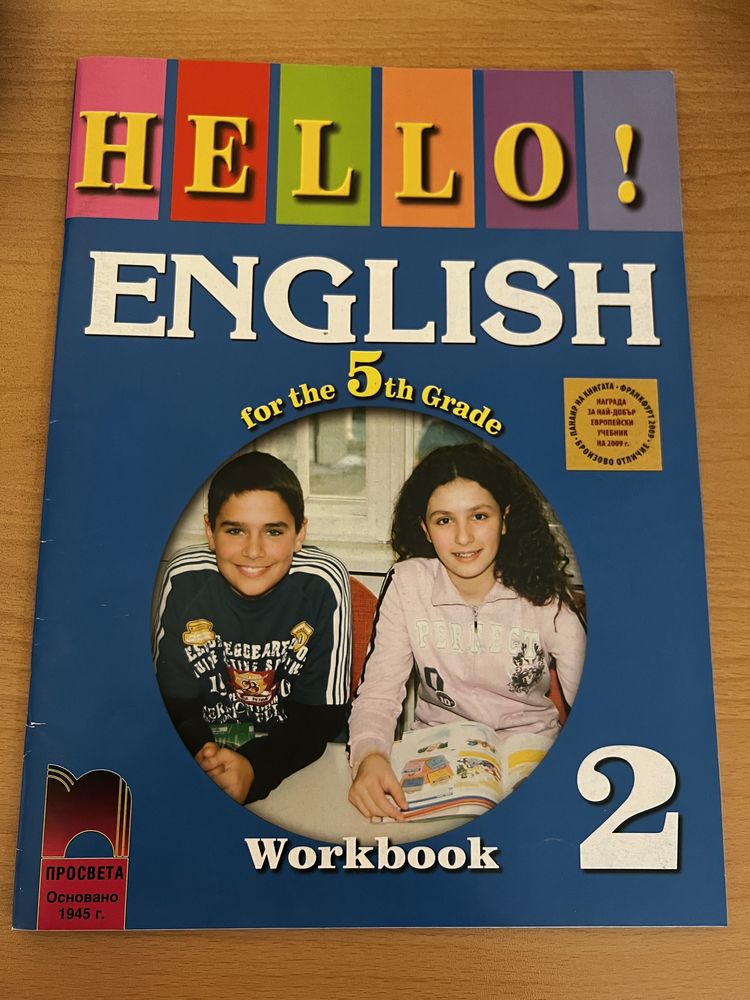 HELLO!
ENGLISH
for the 5th Grade
ПАНАИР НА КНИГАТА • ФРАНКФУРТ 2009 •
НАГРАДА
ЗА НАЙ-ДОБЪР
ЕВРОПЕЙСКИ
УЧЕБНИК
НА 2009 г.
БРОНЗОВО ОТЛИЧИЕ
PERFECT
Workbook
2
ПРОСВЕТА
Основано
1945 г.